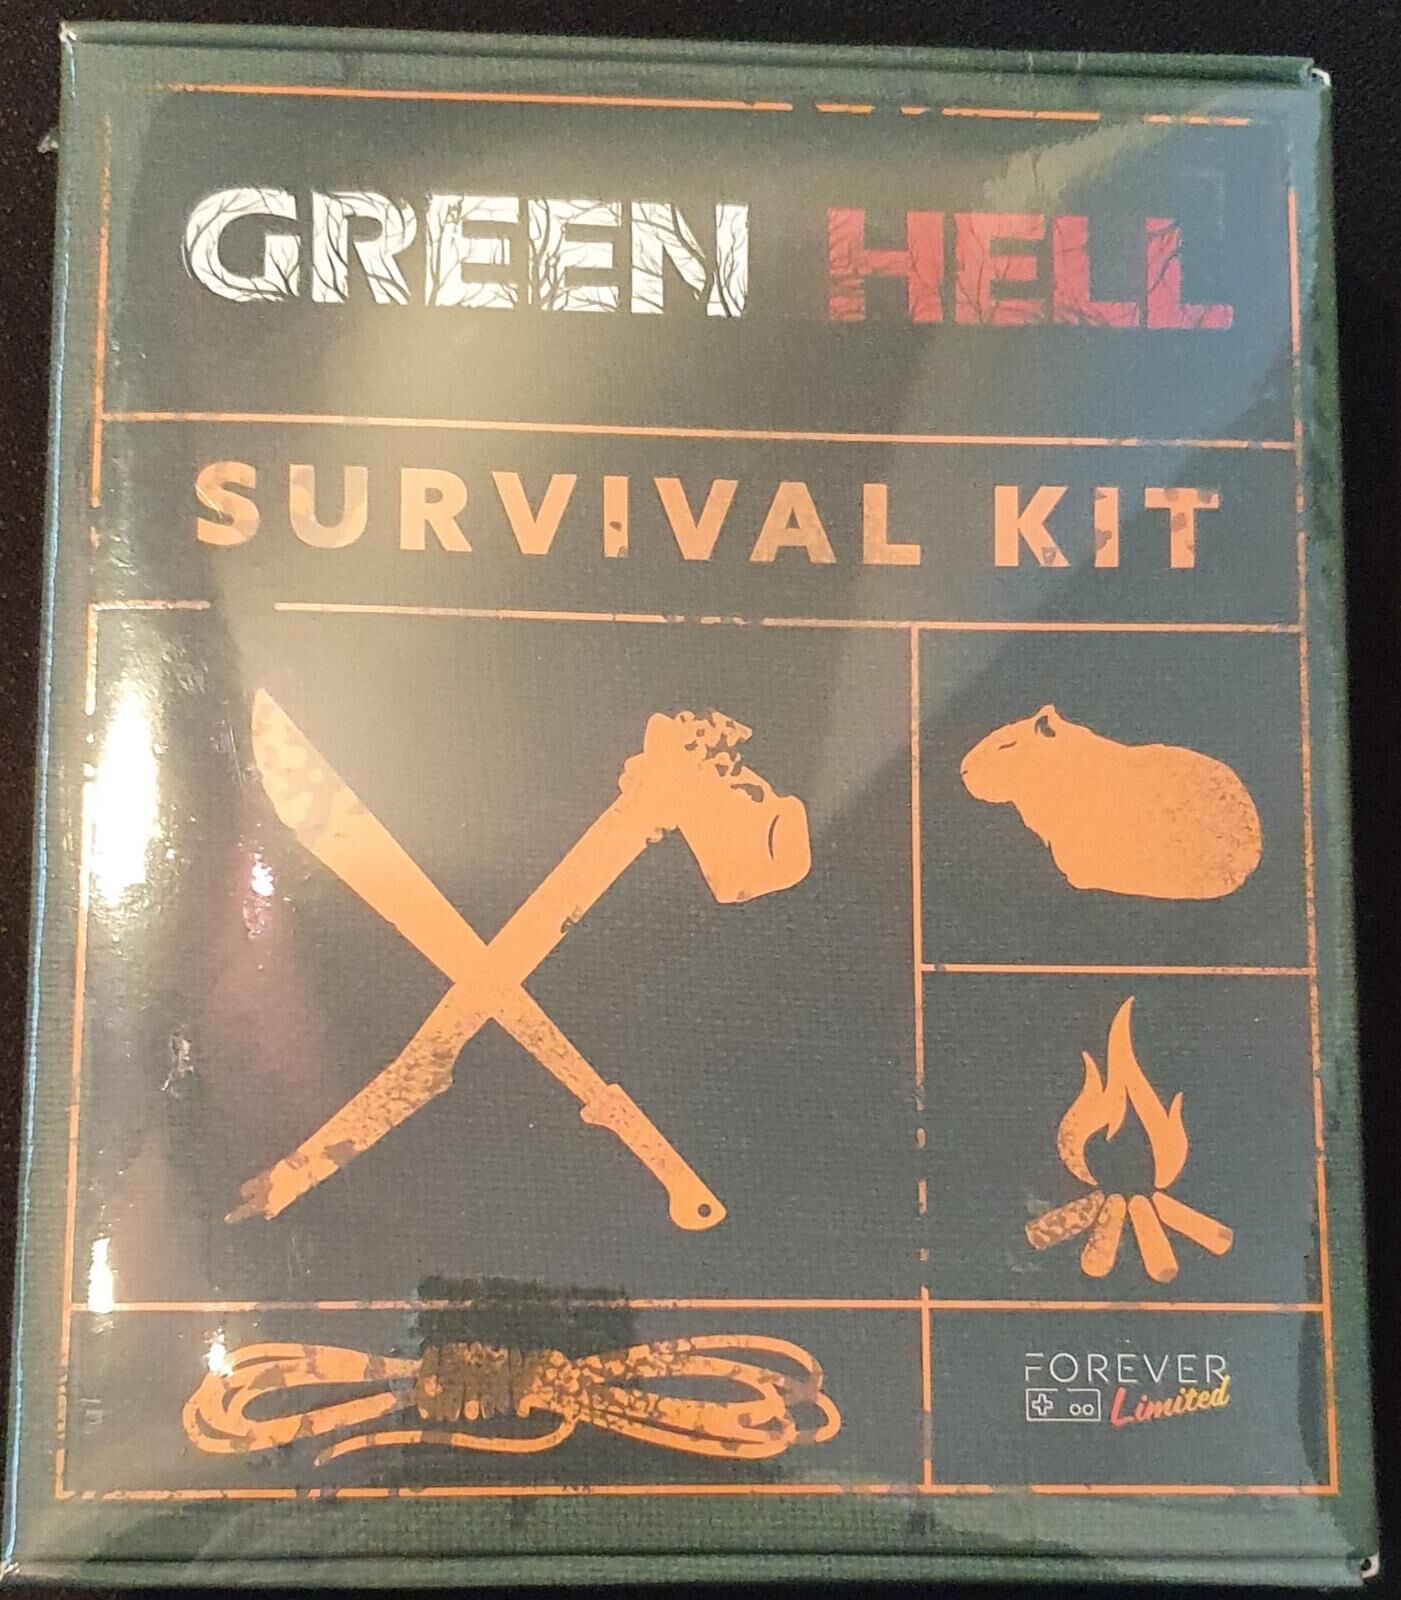 GREEN HELL
SURVIVAL KIT
FOREVER
Limited